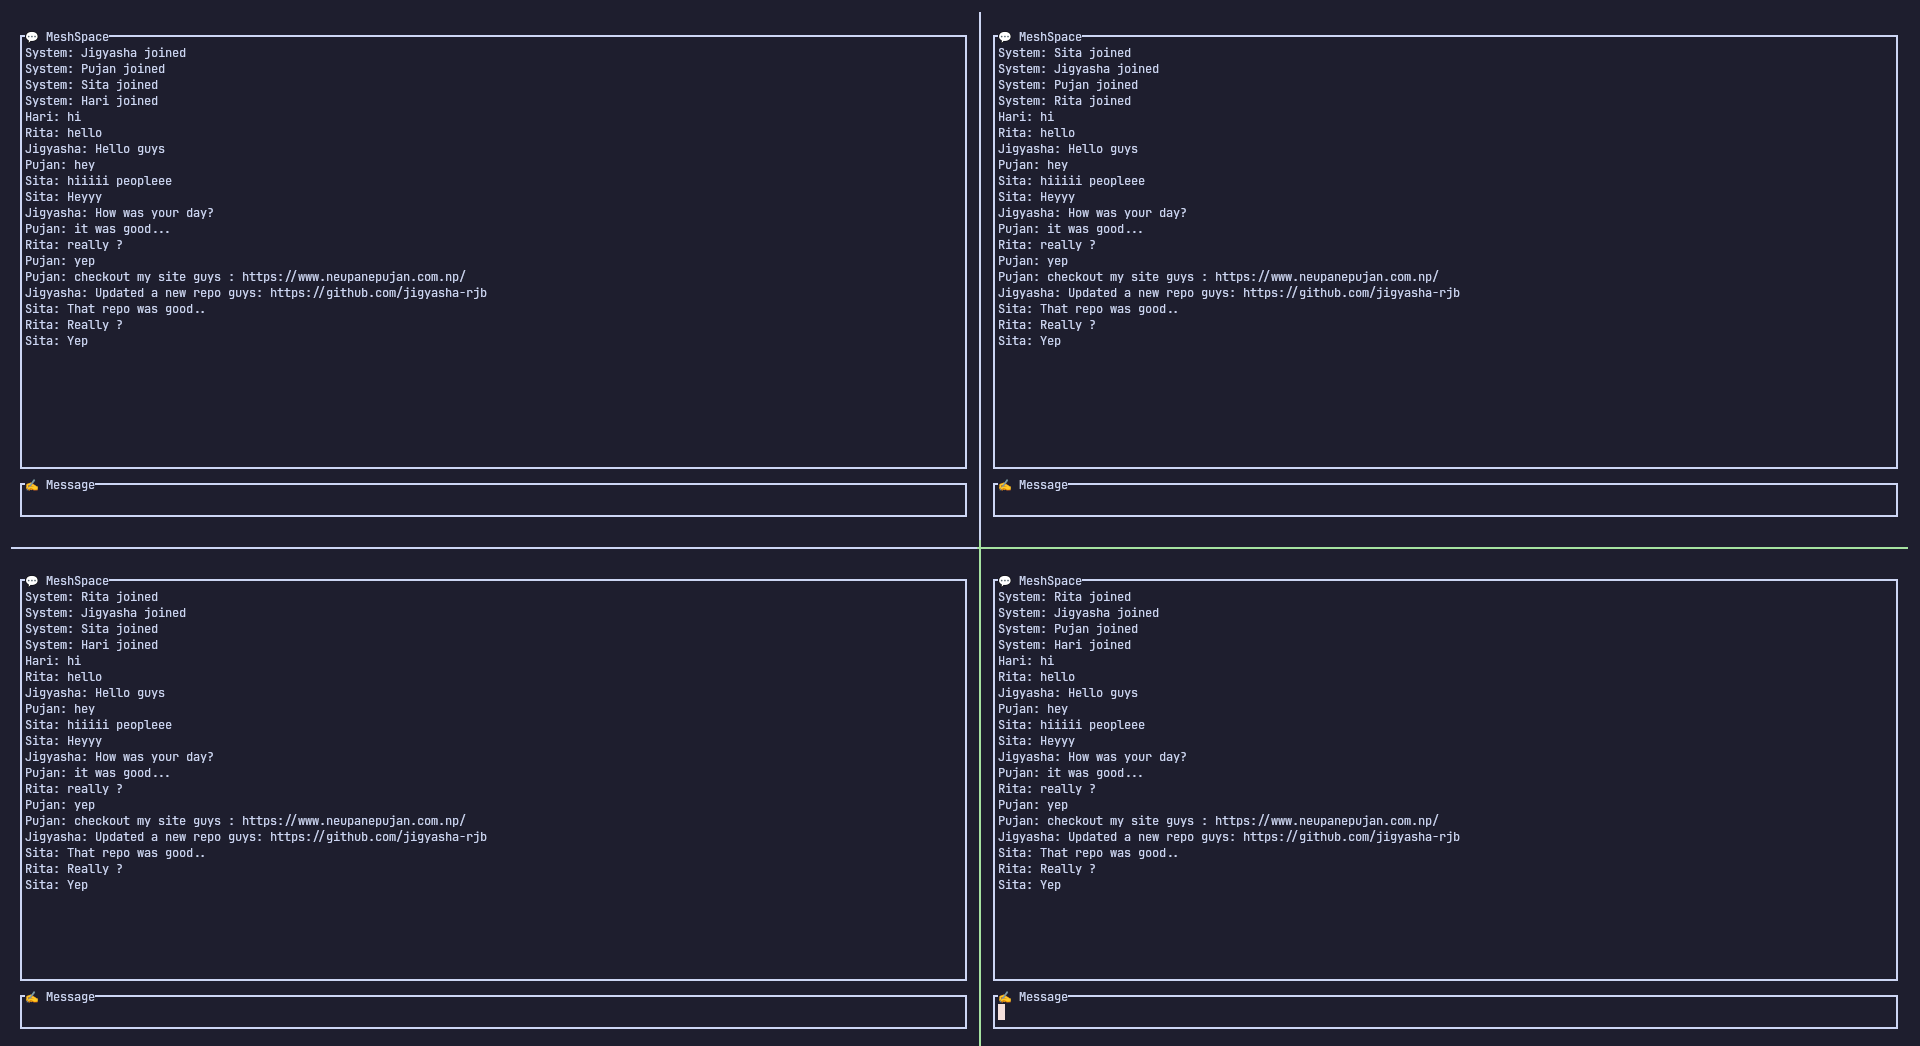 💬 MeshSpace
System: Jigyasha joined
System: Pujan joined
System: Sita joined
System: Hari joined
Hari: hi
Rita: hello
Jigyasha: Hello guys
Pujan: hey
Sita: hiiiii peopleee
Sita: Heyyy
Jigyasha: How was your day?
Pujan: it was good...
Rita: really ?
Pujan: yep
Pujan: checkout my site guys : https://www.neupanepujan.com.np/
Jigyasha: Updated a new repo guys: https://github.com/jigyasha-rjb
Sita: That repo was good..
Rita: Really ?
Sita: Yep
✍️ Message
💬 MeshSpace
System: Sita joined
System: Jigyasha joined
System: Pujan joined
System: Rita joined
Hari: hi
Rita: hello
Jigyasha: Hello guys
Pujan: hey
Sita: hiiiii peopleee
Sita: Heyyy
Jigyasha: How was your day?
Pujan: it was good...
Rita: really ?
Pujan: yep
Pujan: checkout my site guys : https://www.neupanepujan.com.np/
Jigyasha: Updated a new repo guys: https://github.com/jigyasha-rjb
Sita: That repo was good..
Rita: Really ?
Sita: Yep
✍️ Message
💬 MeshSpace
System: Rita joined
System: Jigyasha joined
System: Sita joined
System: Hari joined
Hari: hi
Rita: hello
Jigyasha: Hello guys
Pujan: hey
Sita: hiiiii peopleee
Sita: Heyyy
Jigyasha: How was your day?
Pujan: it was good...
Rita: really ?
Pujan: yep
Pujan: checkout my site guys : https://www.neupanepujan.com.np/
Jigyasha: Updated a new repo guys: https://github.com/jigyasha-rjb
Sita: That repo was good..
Rita: Really ?
Sita: Yep
✍️ Message
💬 MeshSpace
System: Rita joined
System: Jigyasha joined
System: Pujan joined
System: Hari joined
Hari: hi
Rita: hello
Jigyasha: Hello guys
Pujan: hey
Sita: hiiiii peopleee
Sita: Heyyy
Jigyasha: How was your day?
Pujan: it was good...
Rita: really ?
Pujan: yep
Pujan: checkout my site guys : https://www.neupanepujan.com.np/
Jigyasha: Updated a new repo guys: https://github.com/jigyasha-rjb
Sita: That repo was good..
Rita: Really ?
Sita: Yep
✍️ Message